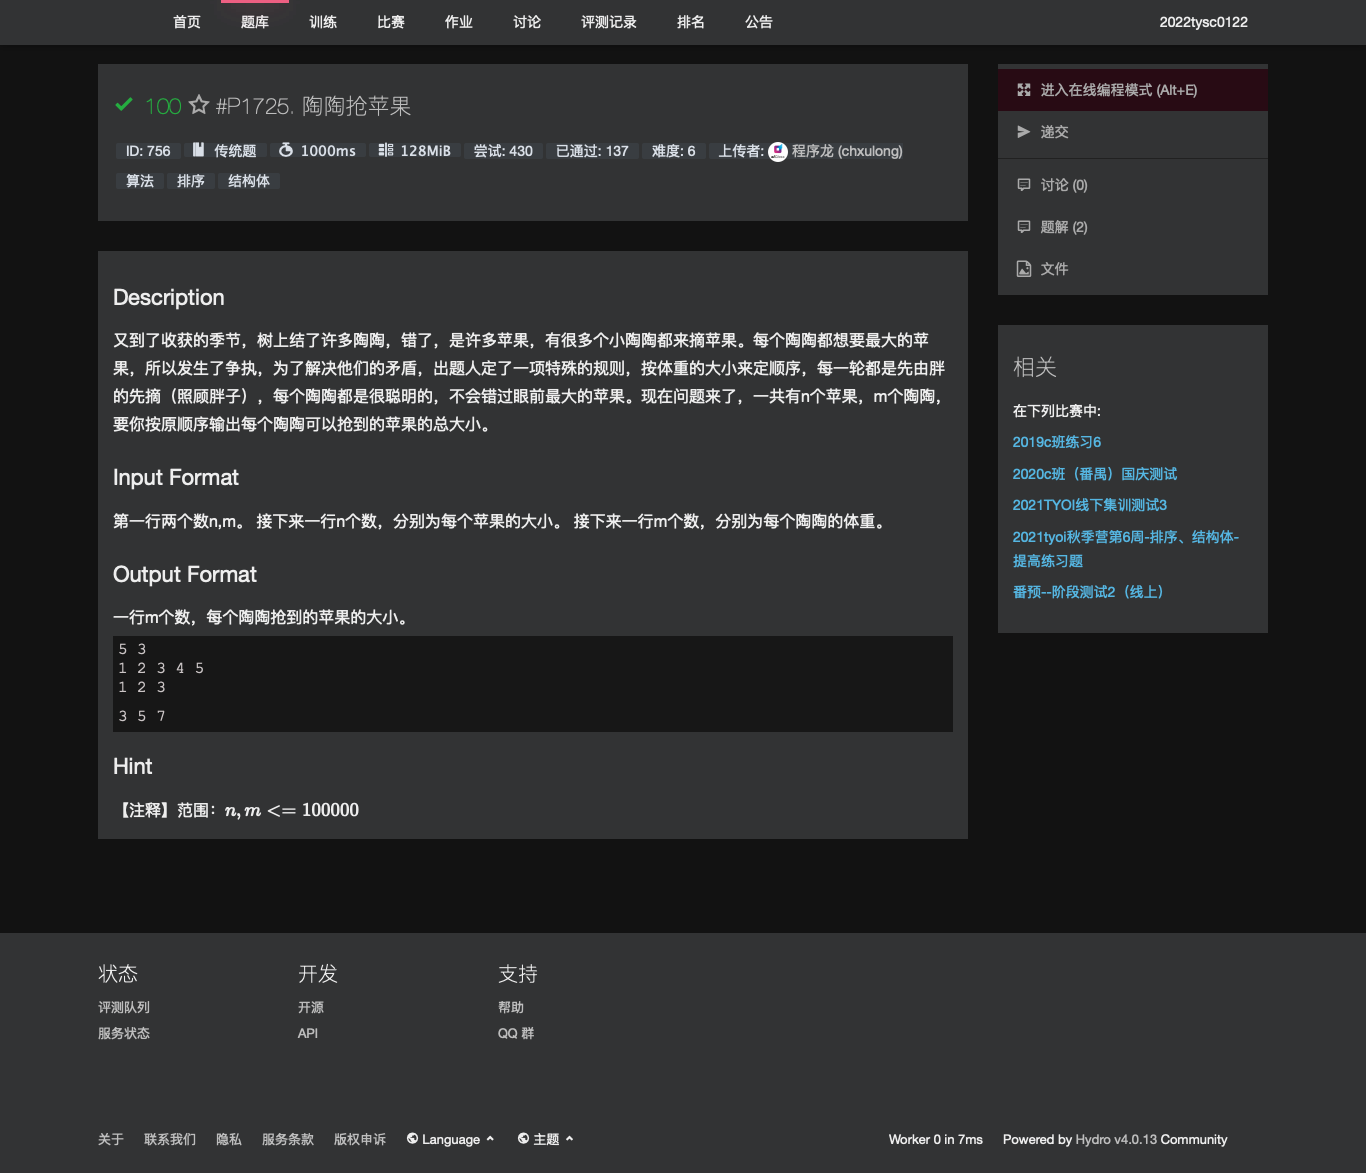 首页 题库 训练 比赛 作业 讨论 评测记录 排名 公告 2022tysc0122
100 #P1725. 陶陶抢苹果
ID: 756 传统题 1000ms 128MiB 尝试: 430 已通过: 137 难度: 6 上传者: 程序龙 (chxulong)
算法 排序 结构体
Description
又到了收获的季节，树上结了许多陶陶，错了，是许多苹果，有很多个小陶陶都来摘苹果。每个陶陶都想要最大的苹
果，所以发生了争执，为了解决他们的矛盾，出题人定了一项特殊的规则，按体重的大小来定顺序，每一轮都是先由胖
的先摘（照顾胖子），每个陶陶都是很聪明的，不会错过眼前最大的苹果。现在问题来了，一共有n个苹果，m个陶陶，
要你按原顺序输出每个陶陶可以抢到的苹果的总大小。
Input Format
第一行两个数n,m。 接下来一行n个数，分别为每个苹果的大小。 接下来一行m个数，分别为每个陶陶的体重。
Output Format
一行m个数，每个陶陶抢到的苹果的大小。
5 3
1 2 3 4 5
1 2 3
3 5 7
Hint
【注释】范围：n, m <= 100000
进入在线编程模式 (Alt+E)
递交
讨论 (0)
题解 (2)
文件
相关
在下列比赛中:
2019c班练习6
2020c班（番禺）国庆测试
2021TYOI线下集训测试3
2021tyoi秋季营第6周-排序、结构体-
提高练习题
番预--阶段测试2（线上）
状态
评测队列
服务状态
开发
开源
API
支持
帮助
QQ 群
关于 联系我们 隐私 服务条款 版权申诉 Language 主题 Worker 0 in 7ms Powered by Hydro v4.0.13 Community